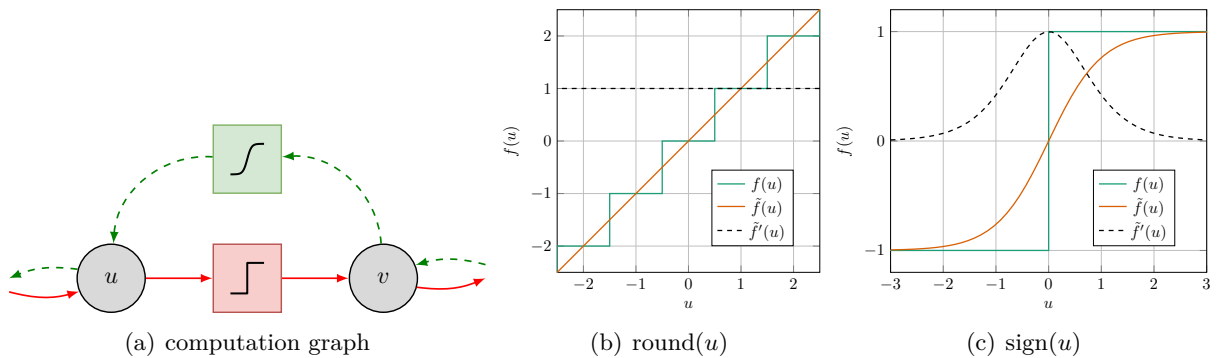 u
v
(a) computation graph
f(u)
2
1
0
−1
−2
−2
−1
0
1
2
u
f(u)
f̃(u)
f̃′(u)
(b) round(u)
f(u)
1
0
−1
−3
−2
−1
0
1
2
3
u
f(u)
f̃(u)
f̃′(u)
(c) sign(u)